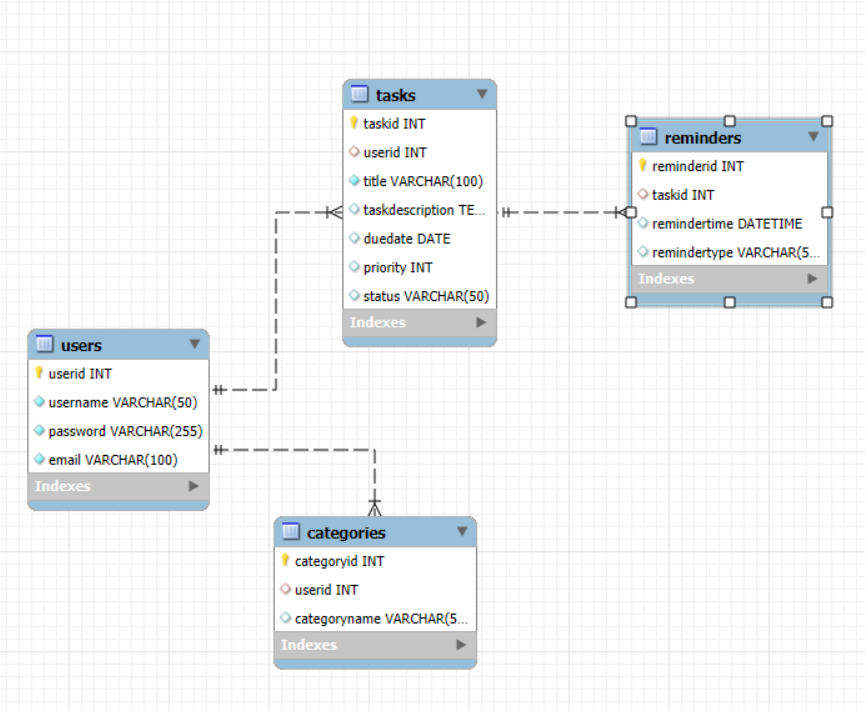 tasks
taskid INT
userid INT
title VARCHAR(100)
taskdescription TE...
duedate DATE
priority INT
status VARCHAR(50)
Indexes
reminders
reminderid INT
taskid INT
remindertime DATETIME
remindertype VARCHAR(5...
Indexes
users
userid INT
username VARCHAR(50)
password VARCHAR(255)
email VARCHAR(100)
Indexes
categories
categoryid INT
userid INT
categoryname VARCHAR(5...
Indexes